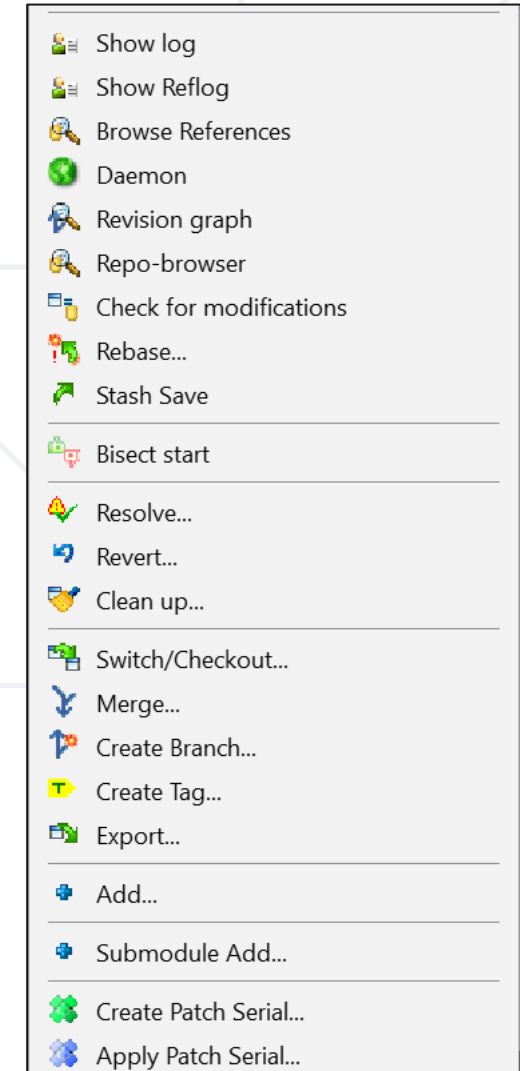 Show log
Show Reflog
Browse References
Daemon
Revision graph
Repo-browser
Check for modifications
Rebase...
Stash Save
Bisect start
Resolve...
Revert...
Clean up...
Switch/Checkout...
Merge...
Create Branch...
Create Tag...
Export...
Add...
Submodule Add...
Create Patch Serial...
Apply Patch Serial...